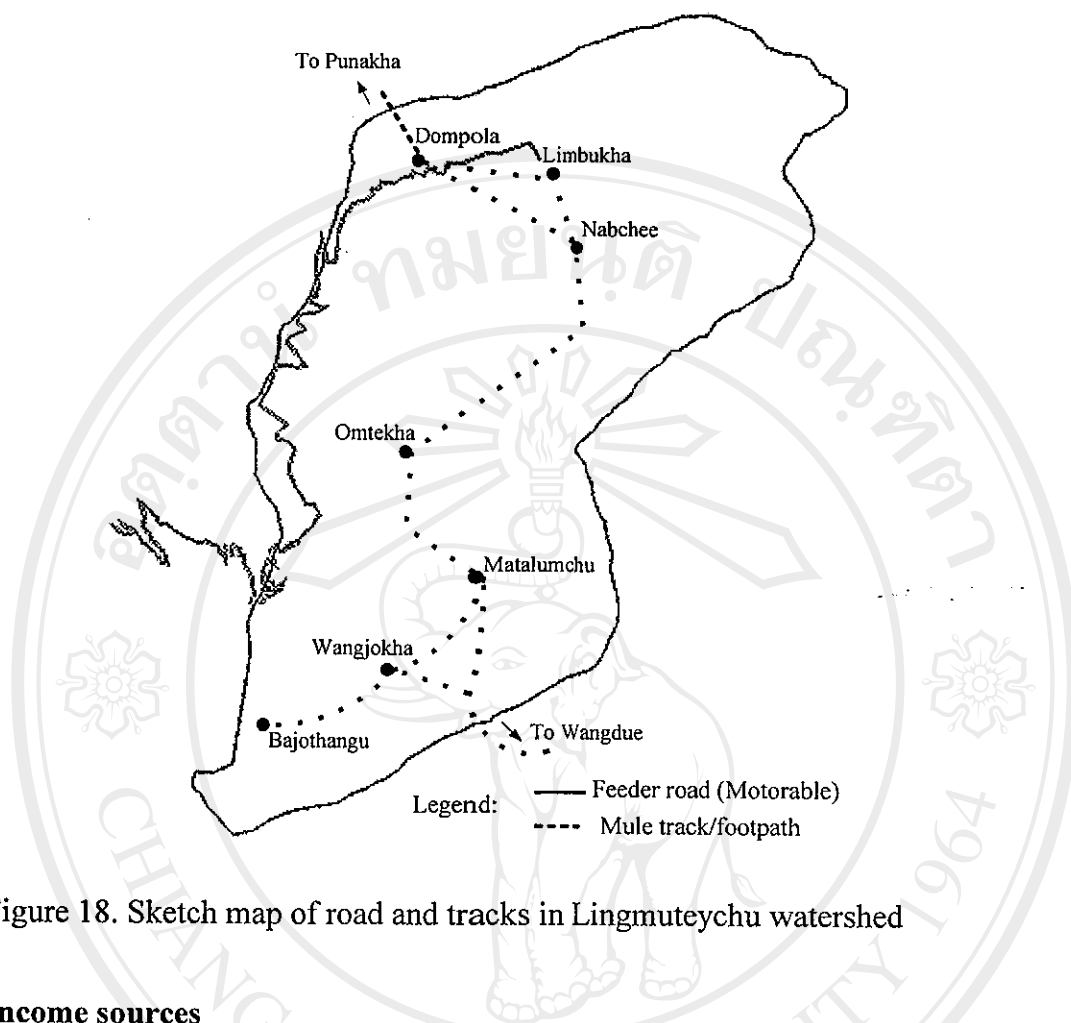 To Punakha
Dompola
Limbukha
Nabchee
Omtekha
Matalumchu
Wangjokha
Bajothangu
To Wangdue
Legend:
Feeder road (Motorable)
Mule track/footpath
igure 18. Sketch map of road and tracks in Lingmuteychu watershed
ncome sources
1964